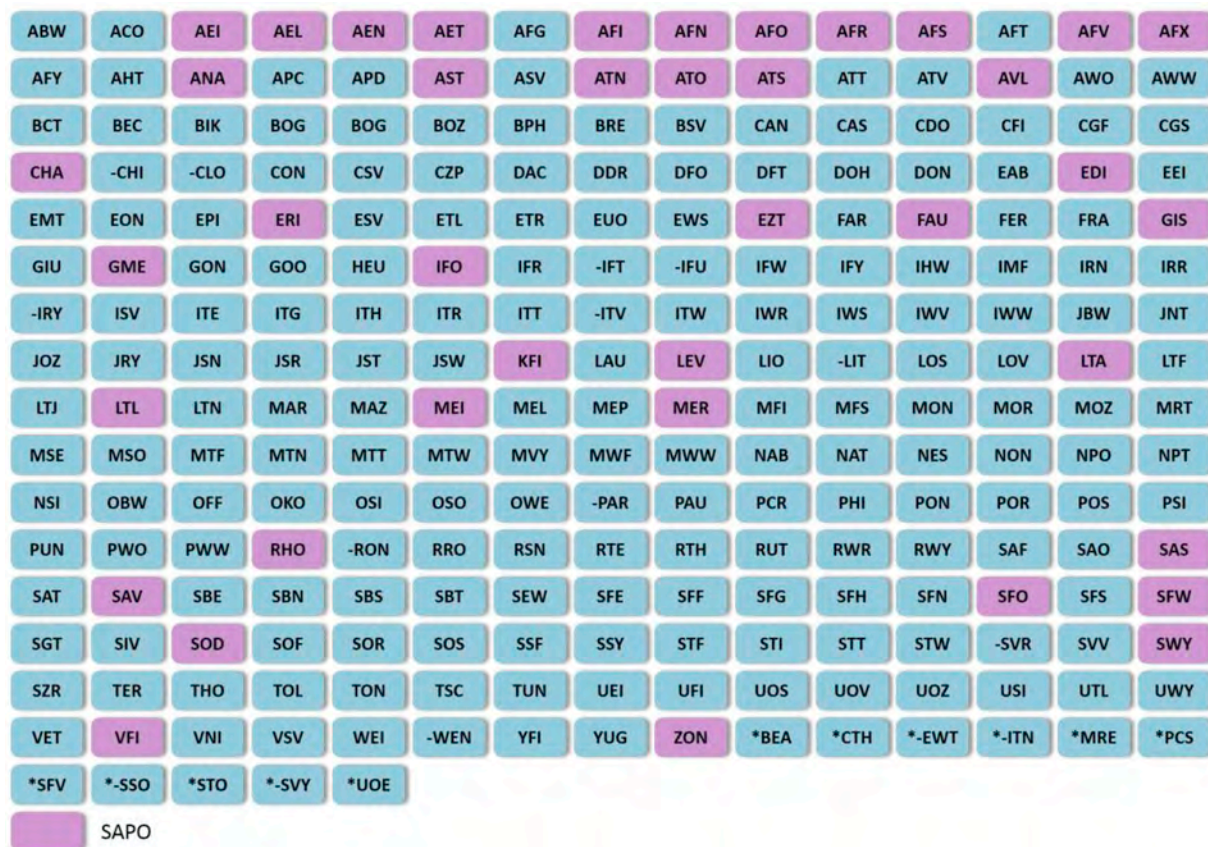 ABW ACO AEI AEL AEN AET AFG AFI AFN AFO AFR AFS AFT AFV AFX
AFY AHT ANA APC APD AST ASV ATN ATO ATS ATT ATV AVL AWO AWW
BCT BEC BIK BOG BOG BOZ BPH BRE BSV CAN CAS CDO CFI CGF CGS
CHA -CHI -CLO CON CSV CZP DAC DDR DFO DFT DOH DON EAB EDI EEI
EMT EON EPI ERI ESV ETL ETR EUO EWS EZT FAR FAU FER FRA GIS
GIU GME GON GOO HEU IFO IFR -IFT -IFU IFW IFY IHW IMF IRN IRR
-IRY ISV ITE ITG ITH ITR ITT -ITV ITW IWR IWS IWV IWW JBW JNT
JOZ JRY JSN JSR JST JSW KFI LAU LEV LIO -LIT LOS LOV LTA LTF
LTJ LTL LTN MAR MAZ MEI MEL MEP MER MFI MFS MON MOR MOZ MRT
MSE MSO MTF MTN MTT MTW MVY MWF MWW NAB NAT NES NON NPO NPT
NSI OBW OFF OKO OSI OSO OWE -PAR PAU PCR PHI PON POR POS PSI
PUN PWO PWW RHO -RON RRO RSN RTE RTH RUT RWR RWY SAF SAO SAS
SAT SAV SBE SBN SBS SBT SEW SFE SFF SFG SFH SFN SFO SFS SFW
SGT SIV SOD SOF SOR SOS SSF SSY STF STI STT STW -SVR SVV SWY
SZR TER THO TOL TON TSC TUN UEI UFI UOS UOV UOZ USI UTL UWY
VET VFI VNI VSV WEI -WEN YFI YUG ZON *BEA *CTH *-EWT *-ITN *MRE *PCS
*SFV *-SSO *STO *-SVY *UOE
SAPO